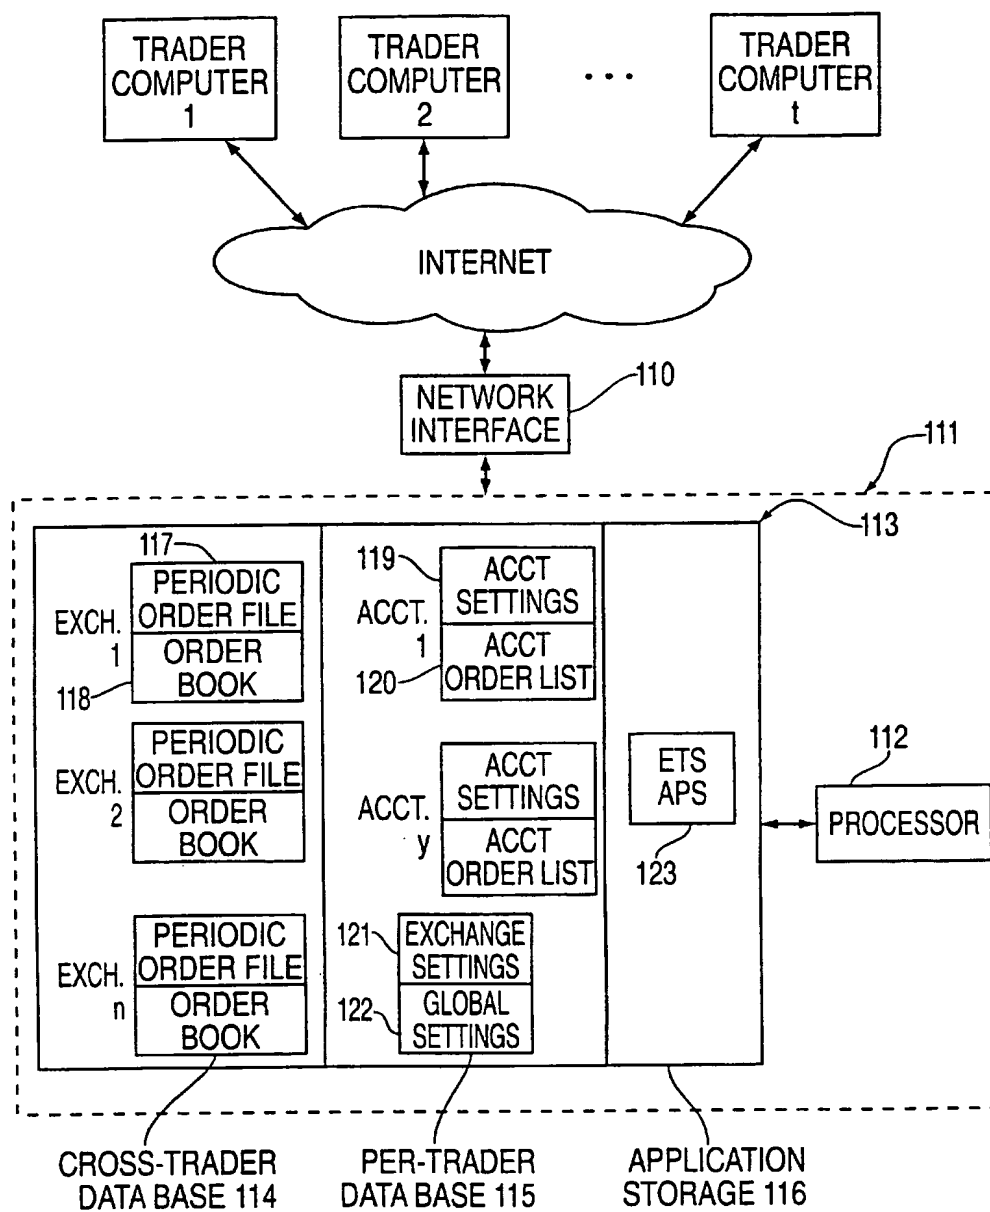 TRADER
COMPUTER
1
TRADER
COMPUTER
2
...
TRADER
COMPUTER
t
INTERNET
NETWORK
INTERFACE
110
111
113
EXCH.
1
117
PERIODIC
ORDER FILE
ORDER
BOOK
118
EXCH.
2
PERIODIC
ORDER FILE
ORDER
BOOK
EXCH.
n
PERIODIC
ORDER FILE
ORDER
BOOK
119
ACCT.
1
ACCT
SETTINGS
ACCT
ORDER LIST
120
ACCT.
y
ACCT
SETTINGS
ACCT
ORDER LIST
121
EXCHANGE
SETTINGS
122
GLOBAL
SETTINGS
ETS
APS
123
112
PROCESSOR
CROSS-TRADER
DATA BASE 114
PER-TRADER
DATA BASE 115
APPLICATION
STORAGE 116